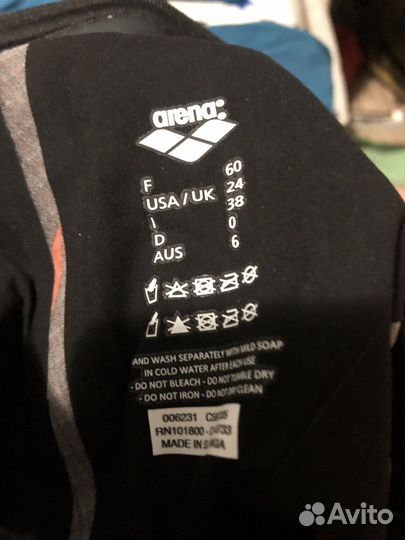 arena
F 60
USA / UK 24
I 38
D 0
AUS 6
HAND WASH SEPARATELY WITH MILD SOAP
IN COLD WATER AFTER EACH USE
- DO NOT BLEACH - DO NOT TUMBLE DRY
- DO NOT IRON - DO NOT DRY CLEAN
006231
RN101800
MADE IN
Avito